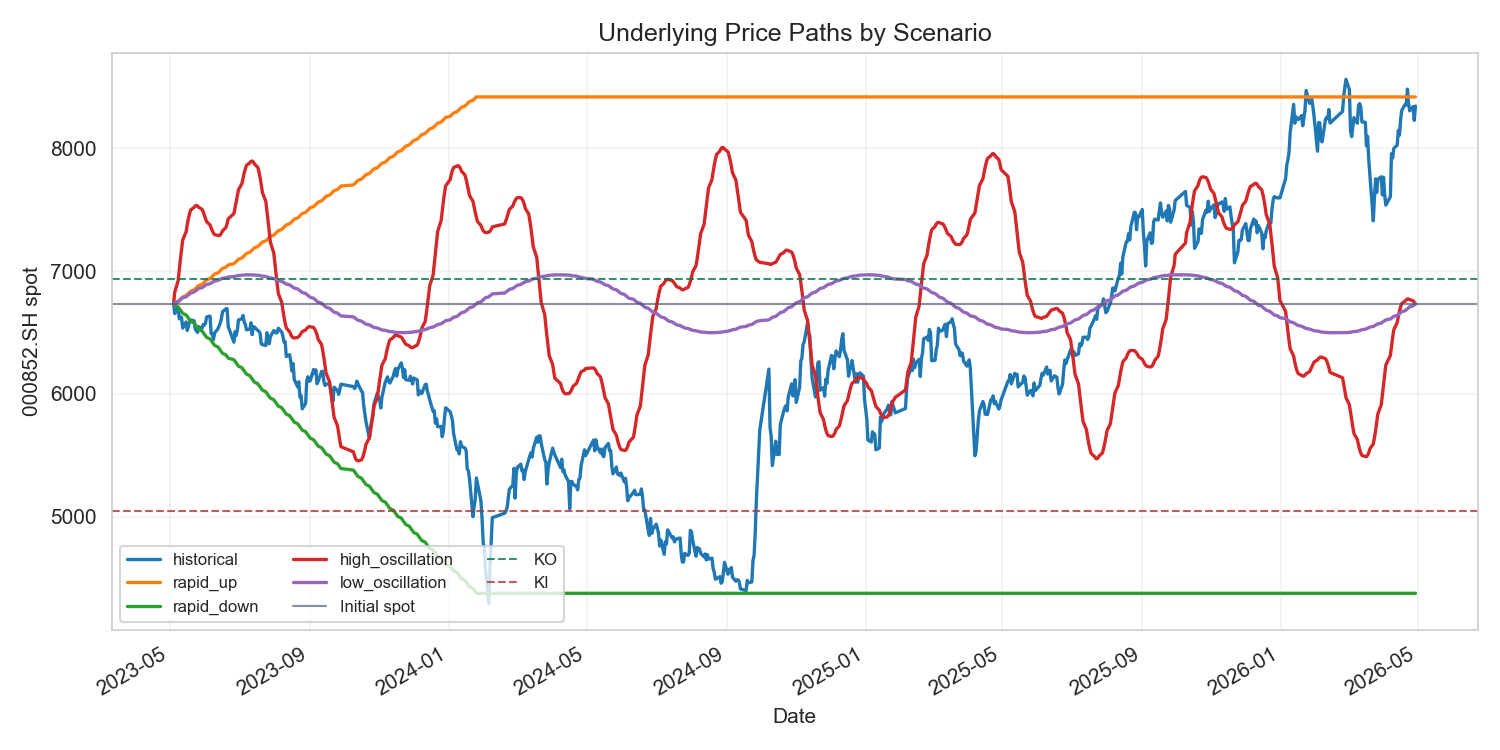 Underlying Price Paths by Scenario
000852.SH spot
8000
7000
6000
5000
historical
rapid_up
rapid_down
high_oscillation
low_oscillation
Initial spot
KO
KI
2023-05
2023-09
2024-01
2024-05
2024-09
2025-01
2025-05
2025-09
2026-01
2026-05
Date